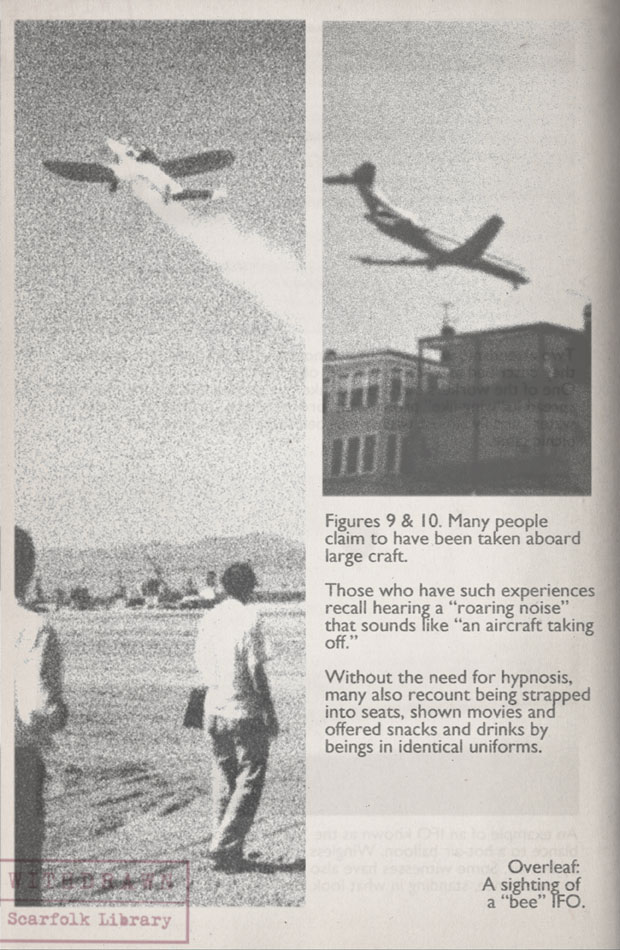 Figures 9 & 10. Many people
claim to have been taken aboard
large craft.
Those who have such experiences
recall hearing a “roaring noise”
that sounds like “an aircraft taking
off.”
Without the need for hypnosis,
many also recount being strapped
into seats, shown movies and
offered snacks and drinks by
beings in identical uniforms.
Overleaf:
A sighting of
a “bee” IFO.
WITHDRAWN
Scarfolk Library